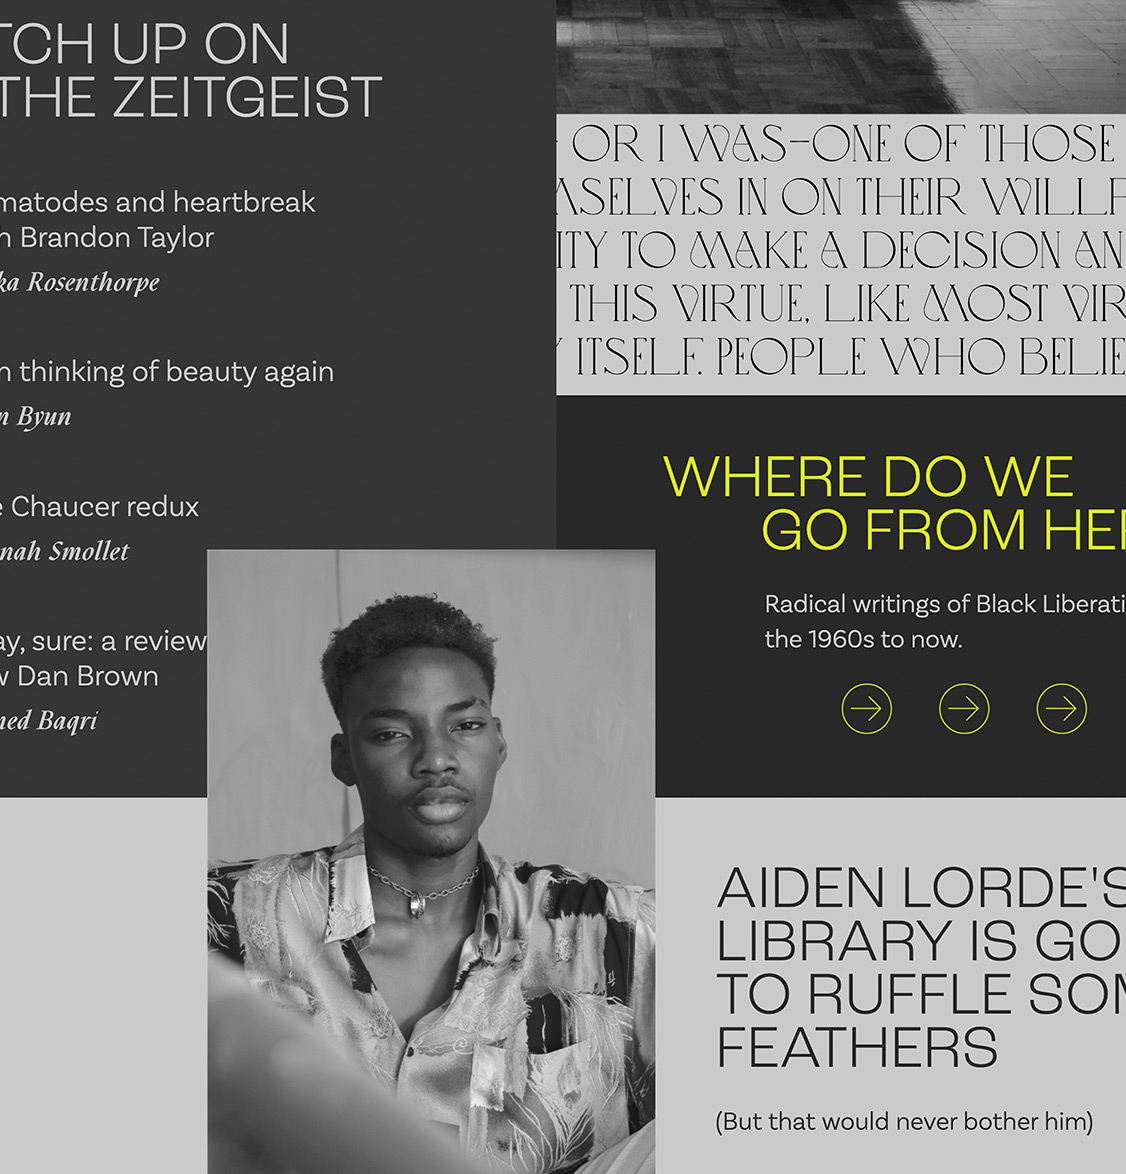 TCH UP ON
THE ZEITGEIST
matodes and heartbreak
h Brandon Taylor
ka Rosenthorpe
n thinking of beauty again
n Byun
e Chaucer redux
nah Smollet
ay, sure: a review
w Dan Brown
ned Baqri
OR I WAS–ONE OF THOSE
ASELVES IN ON THEIR WILLP
ITY TO MAKE A DECISION AN
THIS VIRTUE, LIKE MOST VIR
Y ITSELF. PEOPLE WHO BELIE
WHERE DO WE
GO FROM HER
Radical writings of Black Liberati
the 1960s to now.
AIDEN LORDE'S
LIBRARY IS GO
TO RUFFLE SOM
FEATHERS
(But that would never bother him)